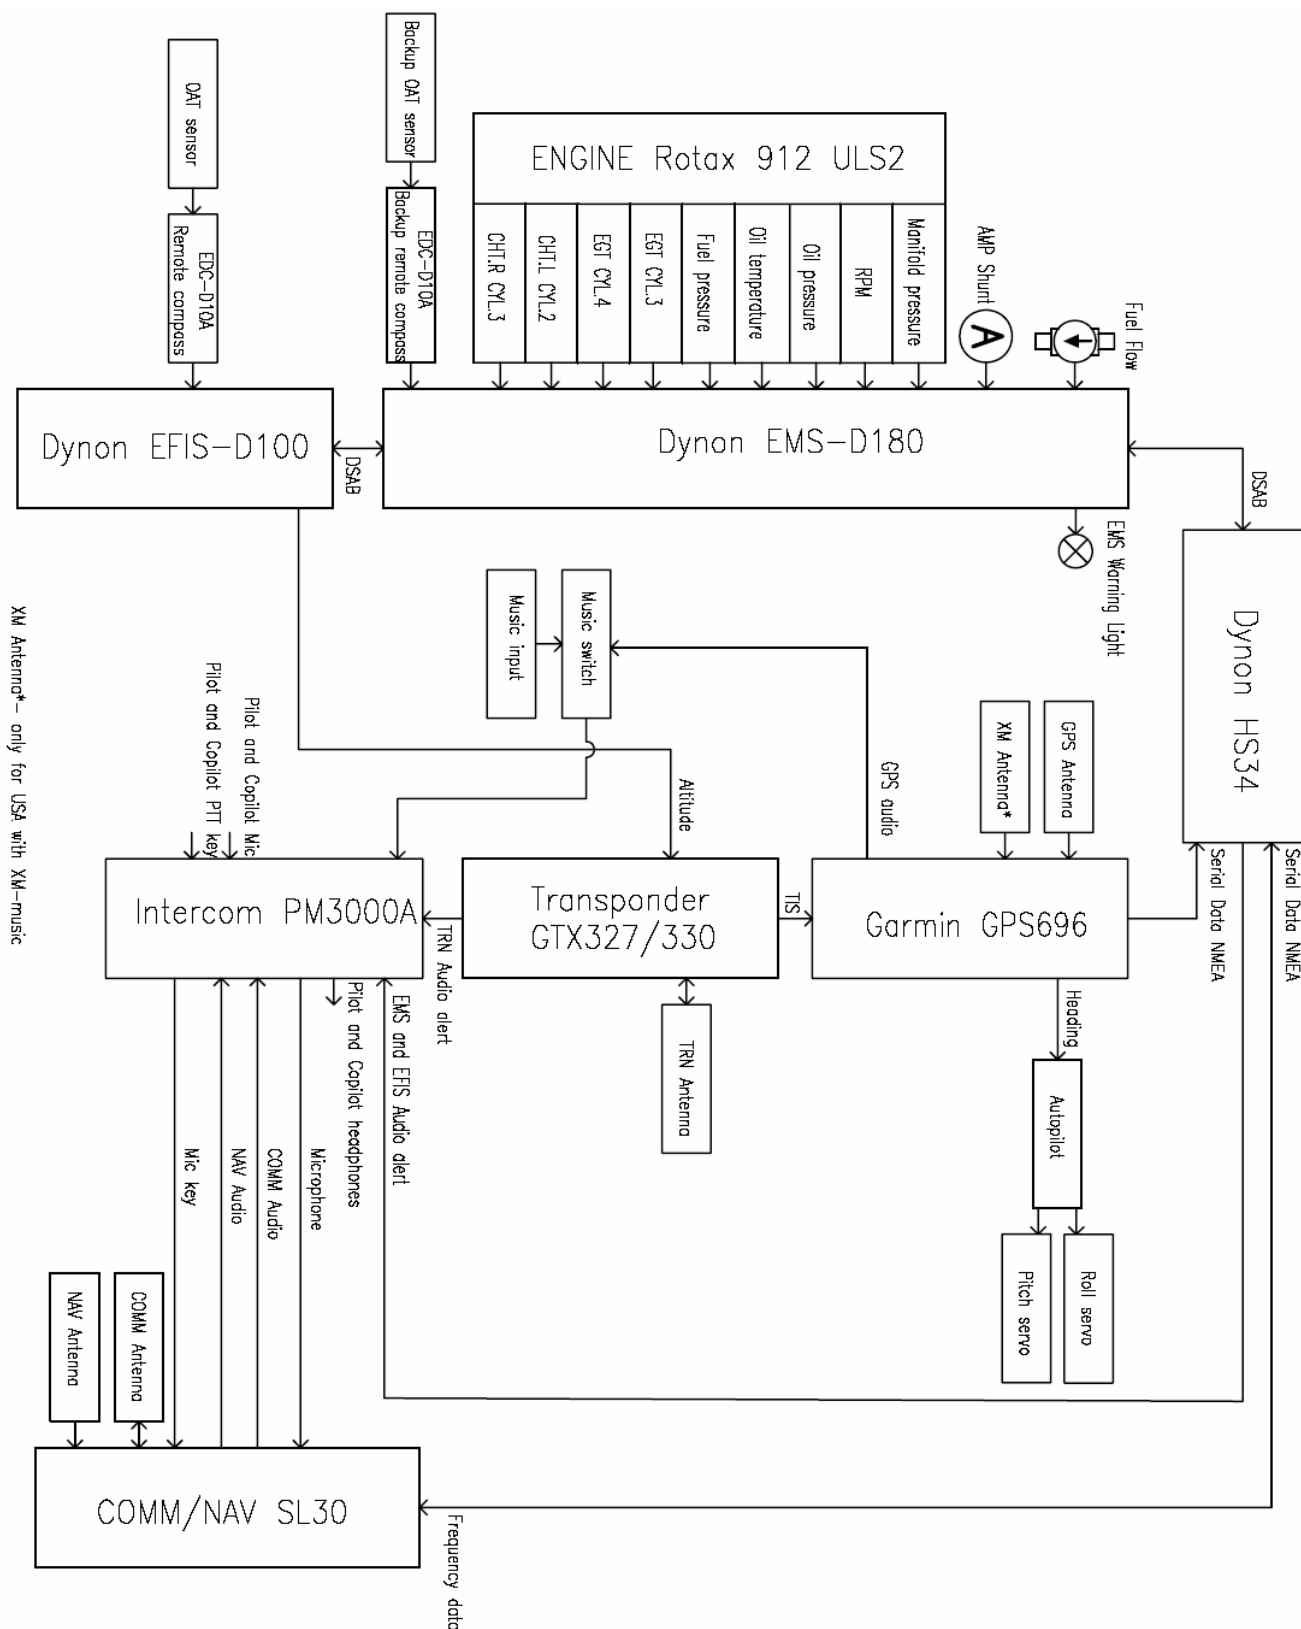 OAT sensor
EDC-D10A
Remote compass
Backup OAT sensor
EDC-D10A
Backup remote compass
ENGINE Rotax 912 ULS2
CHT.R CYL.3
CHT.L CYL.2
EGT CYL.4
EGT CYL.3
Fuel pressure
Oil temperature
Oil pressure
RPM
Manifold pressure
AMP Shunt
A
Fuel Flow
Dynon EFIS-D100
DSAB
Dynon EMS-D180
DSAB
EMS Warning Light
Dynon HS34
Music input
Music switch
GPS audio
XM Antenna*
GPS Antenna
Altitude
Serial Data NMEA
Serial Data NMEA
XM Antenna*- only for USA with XM-music
Pilot and Copilot PTT key
Pilot and Copilot Mic
Intercom PM3000A
TRN Audio alert
Transponder
GTX327/330
TIS
Garmin GPS696
TRN Antenna
Heading
Autopilot
Pitch servo
Roll servo
Mic key
NAV Audio
COMM Audio
Microphone
Pilot and Copilot headphones
EMS and EFIS Audio alert
NAV Antenna
COMM Antenna
COMM/NAV SL30
Frequency data